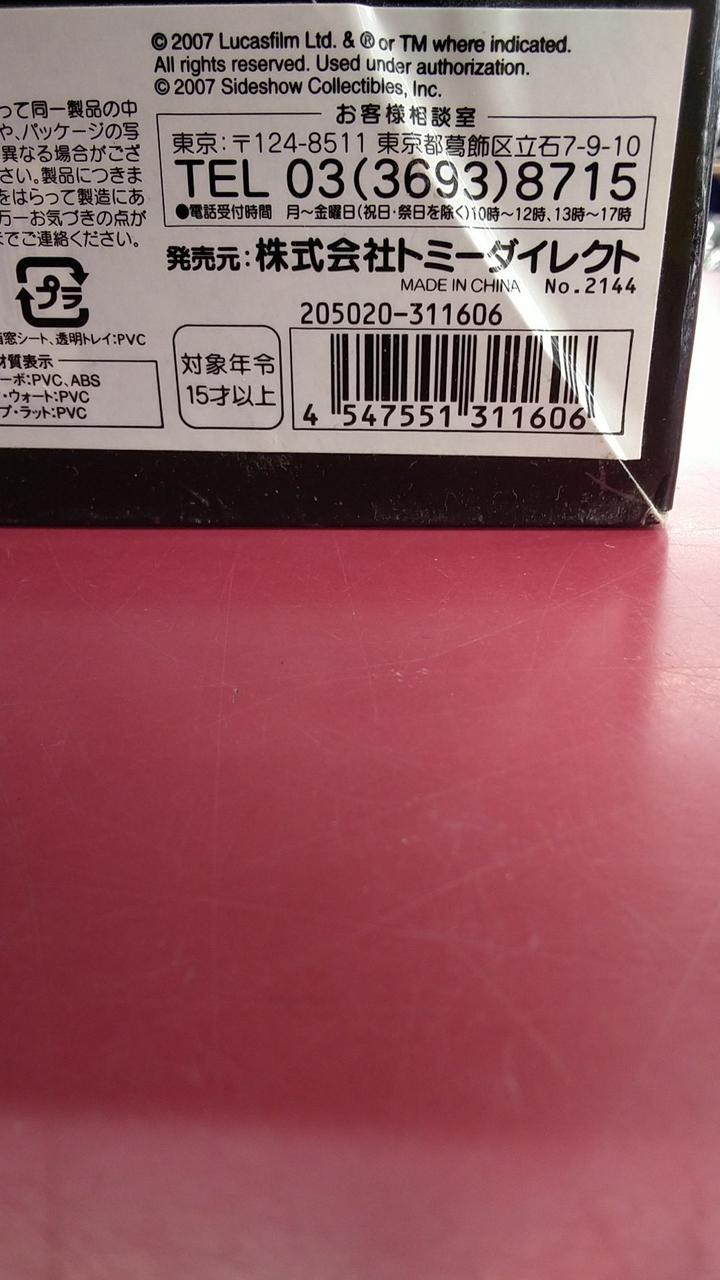 © 2007 Lucasfilm Ltd. & ® or TM where indicated.
All rights reserved. Used under authorization.
© 2007 Sideshow Collectibles, Inc.
って同一製品の中
や、パッケージの写
異なる場合がござ
さい。製品につきま
をはらって製造にあ
万一お気づきの点が
までご連絡ください。
お客様相談室
東京:〒124-8511 東京都葛飾区立石7-9-10
TEL 03(3693)8715
●電話受付時間 月~金曜日(祝日・祭日を除く)10時~12時、13時~17時
発売元:株式会社トミーダイレクト
MADE IN CHINA No.2144
プラ
窓シート、透明トレイ:PVC
材質表示
ーボ:PVC、ABS
・ウォート:PVC
プ・ラット:PVC
対象年令
15才以上
205020-311606
4 547551 311606